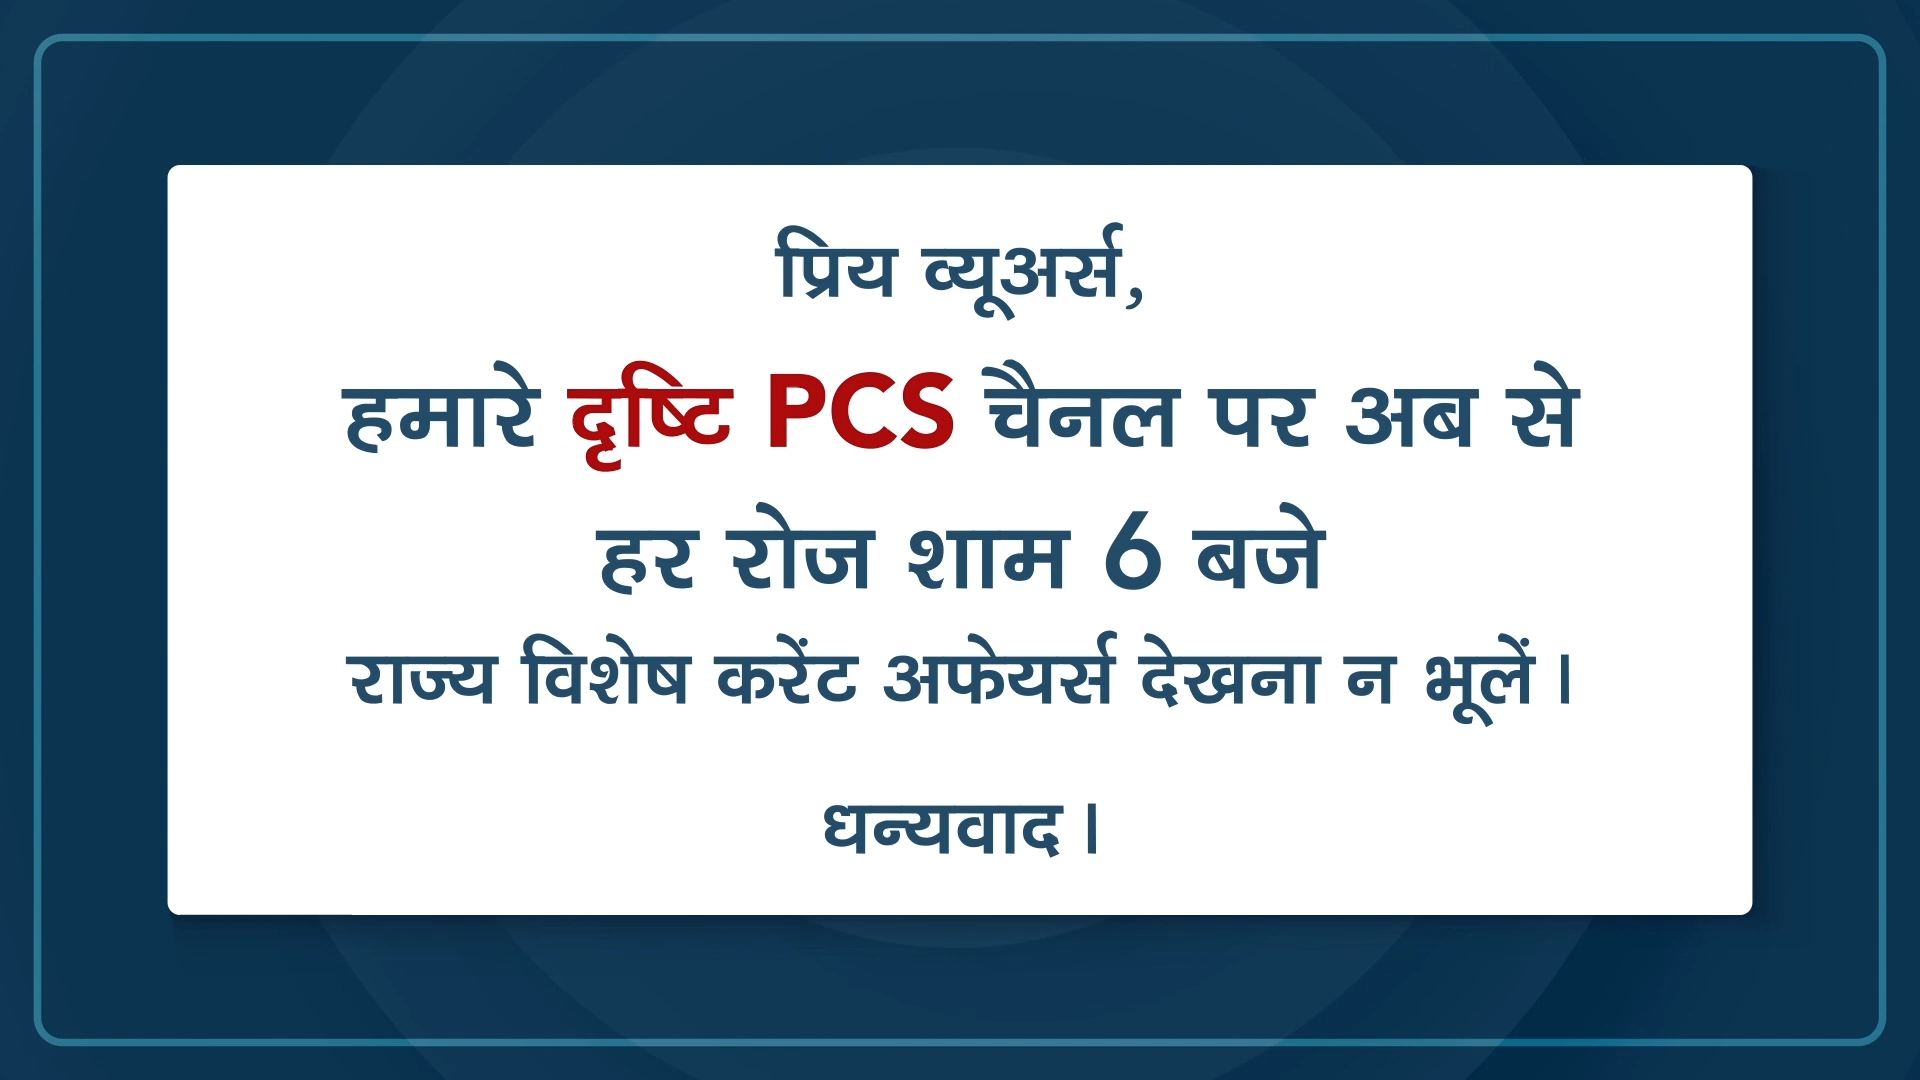 प्रिय व्यूअर्स,
हमारे दृष्टि PCS चैनल पर अब से
हर रोज शाम 6 बजे
राज्य विशेष करेंट अफेयर्स देखना न भूलें।
धन्यवाद।